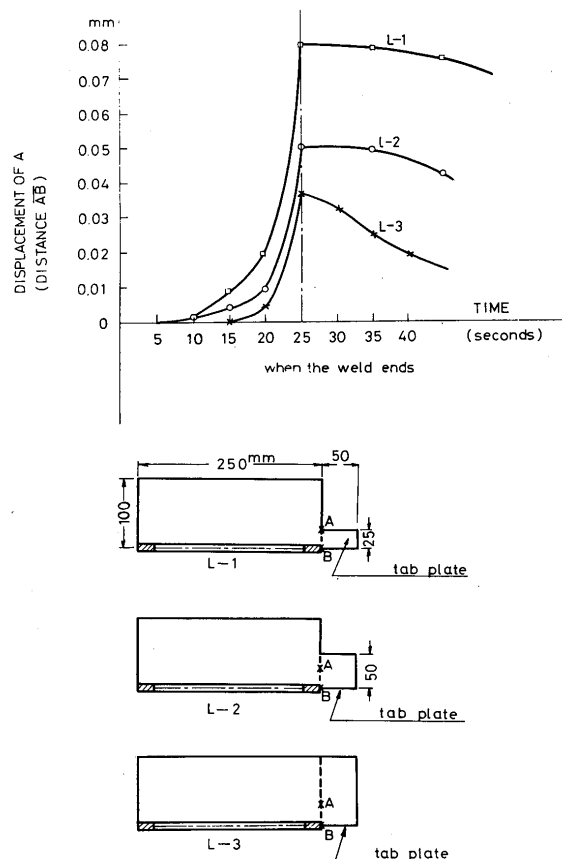 mm
0.08
0.07
0.06
0.05
0.04
0.03
0.02
0,01
0
DISPLACEMENT OF A
(DISTANCE AB)
L-1
l-2
L-3
TIME
5 10 15 20 25 30 35 40
(seconds)
when the weld ends
250 mm
50
100
A
25
B
L-1
tab plate
A
50
B
L-2
tab plate
A
B
L-3
tab plate